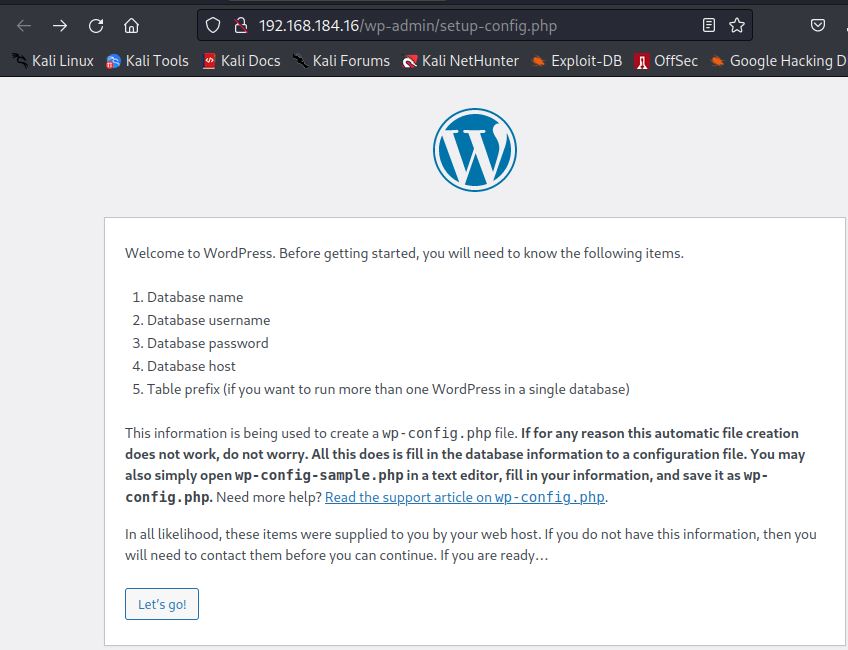 192.168.184.16/wp-admin/setup-config.php
Kali Linux Kali Tools Kali Docs Kali Forums Kali NetHunter Exploit-DB OffSec Google Hacking D
Welcome to WordPress. Before getting started, you will need to know the following items.
1. Database name
2. Database username
3. Database password
4. Database host
5. Table prefix (if you want to run more than one WordPress in a single database)
This information is being used to create a wp-config.php file. If for any reason this automatic file creation
does not work, do not worry. All this does is fill in the database information to a configuration file. You may
also simply open wp-config-sample.php in a text editor, fill in your information, and save it as wp-
config.php. Need more help? Read the support article on wp-config.php.
In all likelihood, these items were supplied to you by your web host. If you do not have this information, then you
will need to contact them before you can continue. If you are ready…
Let’s go!